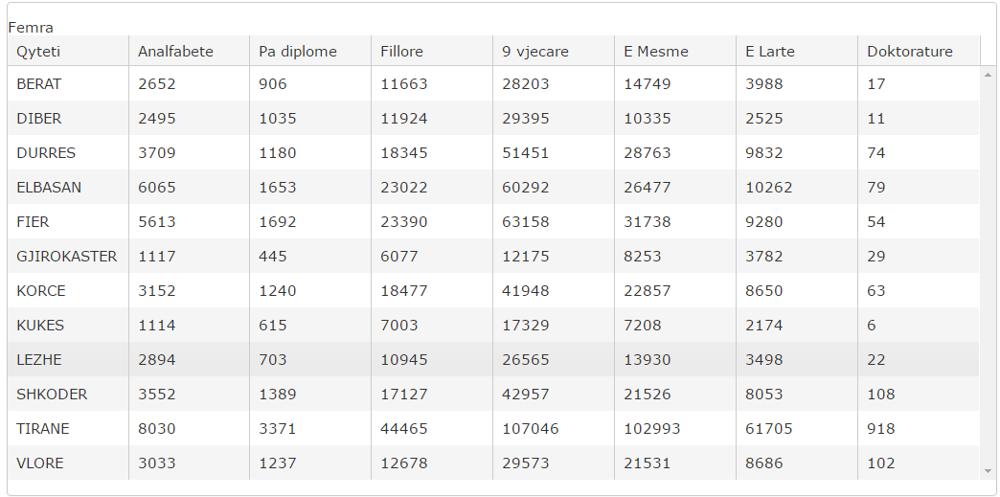 Femra
Qyteti Analfabete Pa diplome Fillore 9 vjecare E Mesme E Larte Doktorature
BERAT 2652 906 11663 28203 14749 3988 17
DIBER 2495 1035 11924 29395 10335 2525 11
DURRES 3709 1180 18345 51451 28763 9832 74
ELBASAN 6065 1653 23022 60292 26477 10262 79
FIER 5613 1692 23390 63158 31738 9280 54
GJIROKASTER 1117 445 6077 12175 8253 3782 29
KORCE 3152 1240 18477 41948 22857 8650 63
KUKES 1114 615 7003 17329 7208 2174 6
LEZHE 2894 703 10945 26565 13930 3498 22
SHKODER 3552 1389 17127 42957 21526 8053 108
TIRANE 8030 3371 44465 107046 102993 61705 918
VLORE 3033 1237 12678 29573 21531 8686 102